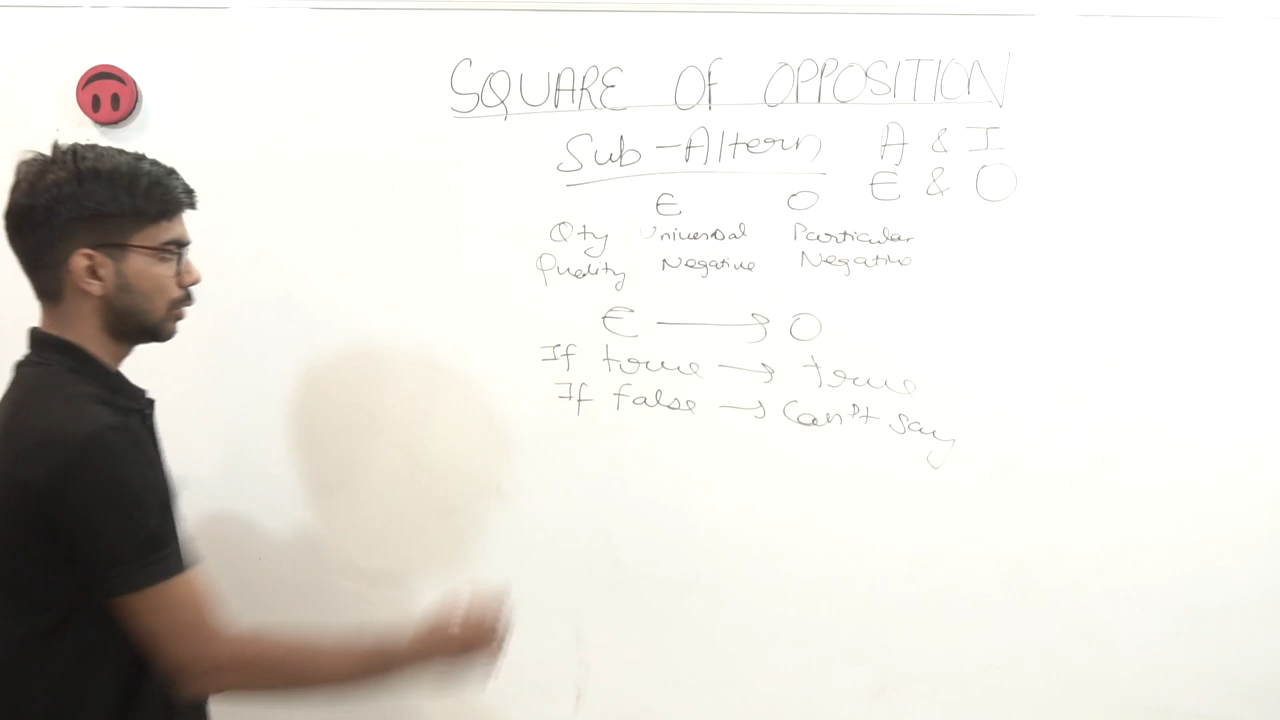 SQUARE Of OPPOSITION
Sub-Altern A & I
E & O
E O
Qty Universal Particular
Quality Negative Negative
E → O
If true → true
If false → Can't say